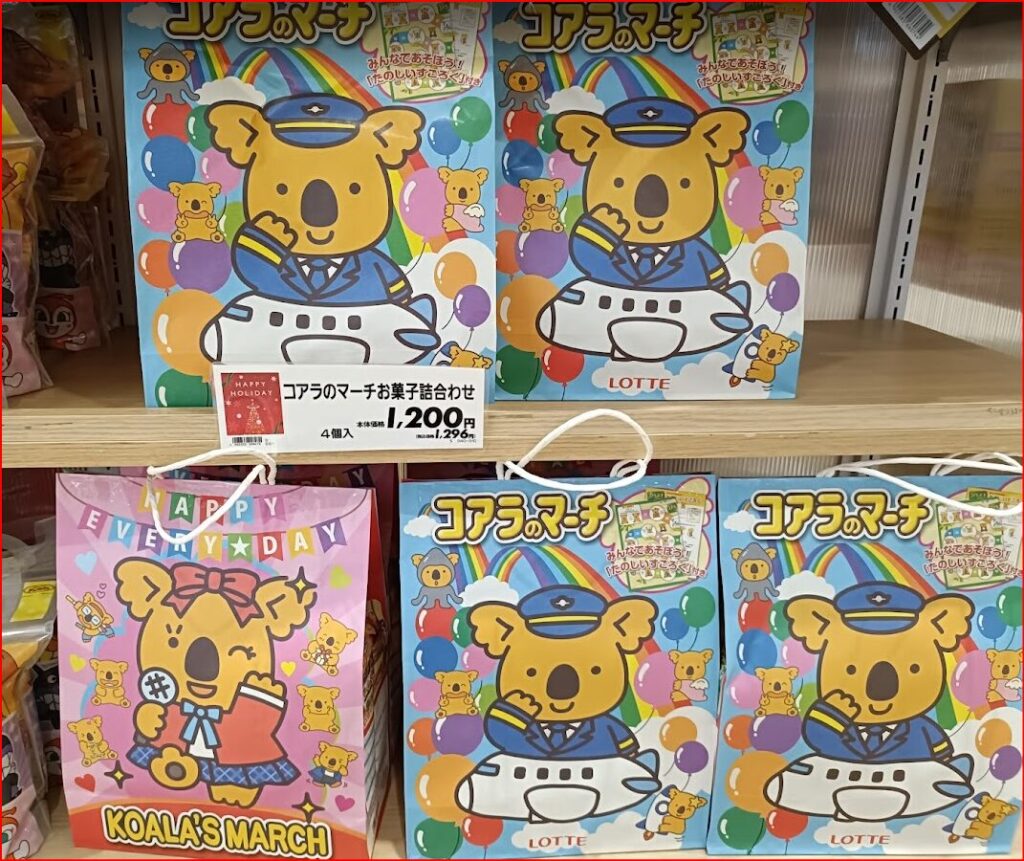 コアラのマーチ
みんなであそぼう!
「たのしいすごろく」付き
コアラのマーチ
みんなであそぼう!
「たのしいすごろく」付き
LOTTE
HAPPY
HOLIDAY
コアラのマーチお菓子詰合わせ
4個入
本体価格 1,200円
(税込価格 1,296円)
HAPPY
EVERY★DAY
#
KOALA'S MARCH
コアラのマーチ
みんなであそぼう!
「たのしいすごろく」付き
LOTTE
コアラのマーチ
みんなであそぼう!
「たのしいすごろく」付き
LOTTE